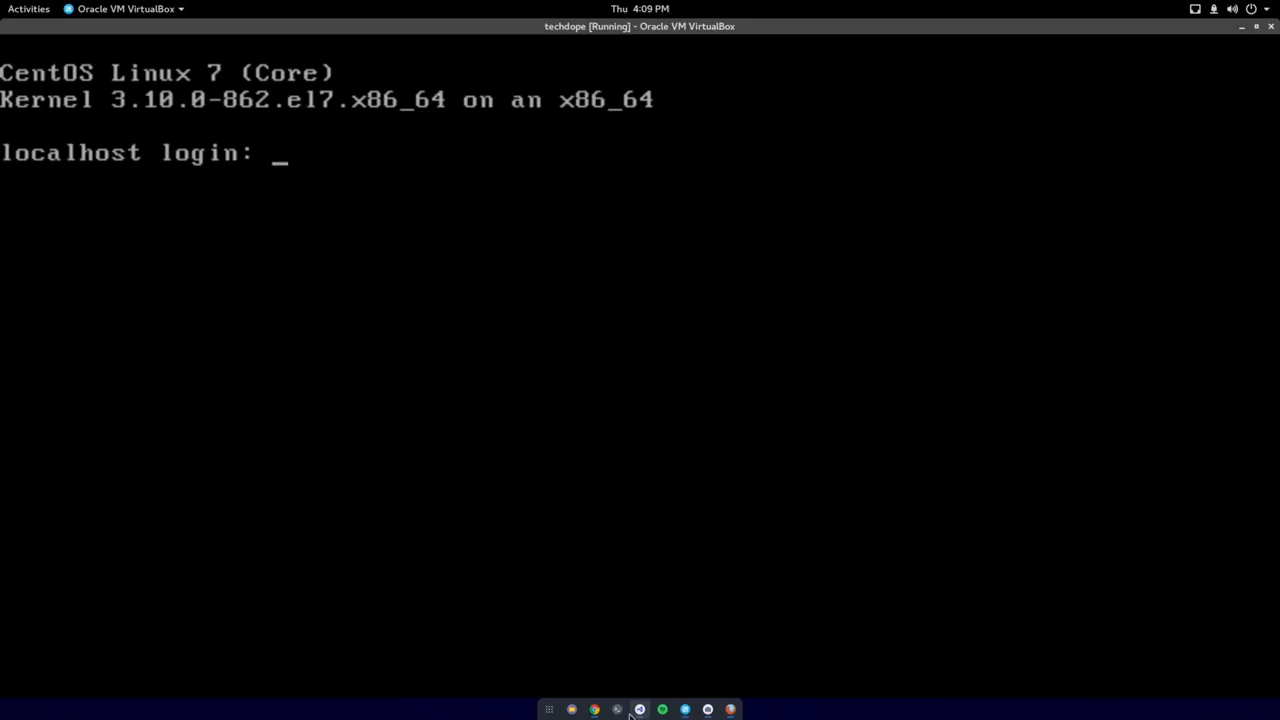 Activities Oracle VM VirtualBox Thu 4:09 PM
techdope [Running] - Oracle VM VirtualBox
CentOS Linux 7 (Core)
Kernel 3.10.0-862.el7.x86_64 on an x86_64
localhost login: _